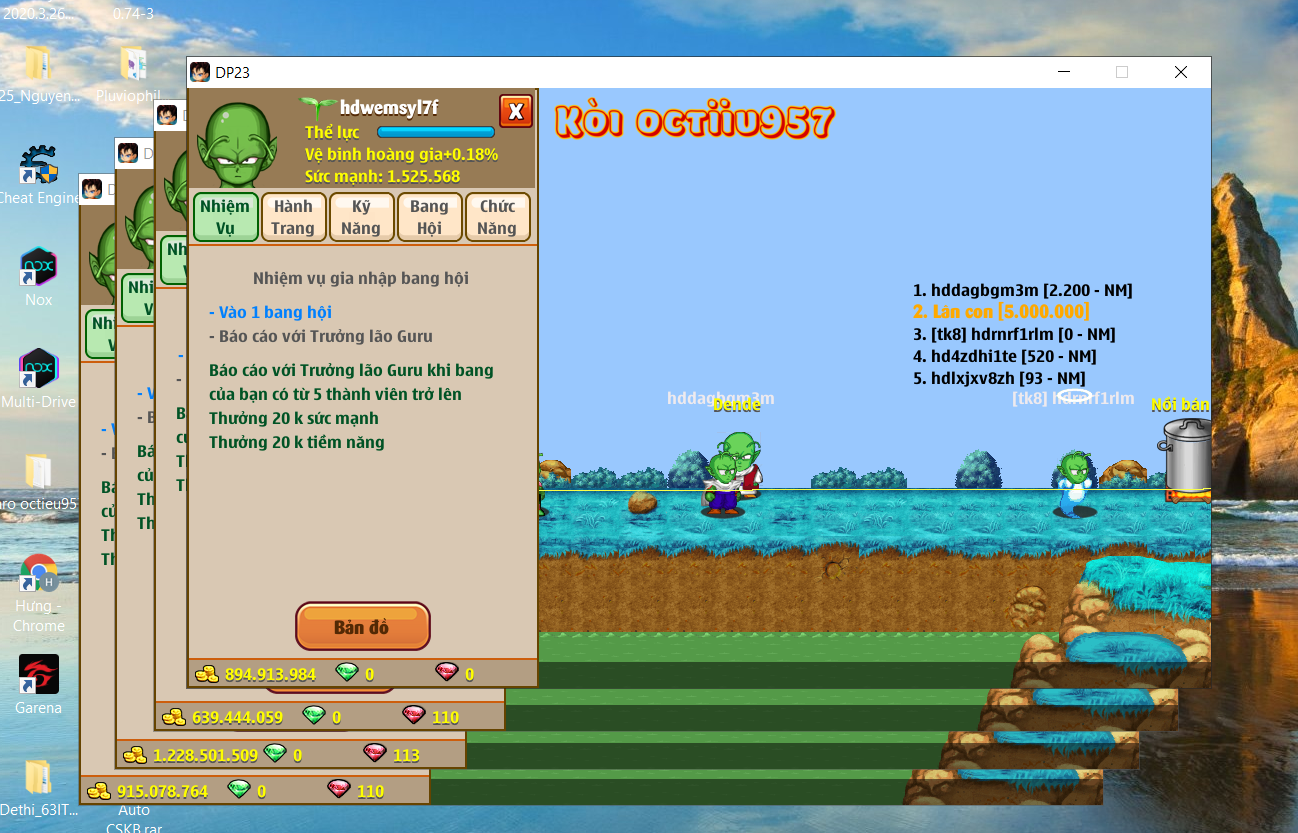 2020.3.26...
0.74-3
25_Nguyen...
Pluviophil
Cheat Engine
Nox
Multi-Drive
aro octieu95
H
Hưng -
Chrome
Garena
Dethi_63IT...
Auto
CSKB.rar
DP23
hdwemsyl7f
X
Thể lực
Vệ binh hoàng gia+0.18%
Sức mạnh: 1.525.568
Nhiệm Vụ
Hành Trang
Kỹ Năng
Bang Hội
Chức Năng
Nhiệm vụ gia nhập bang hội
- Vào 1 bang hội
- Báo cáo với Trưởng lão Guru
Báo cáo với Trưởng lão Guru khi bang
của bạn có từ 5 thành viên trở lên
Thưởng 20 k sức mạnh
Thưởng 20 k tiềm năng
Bản đồ
894.913.984 0 0
639.444.059 0 110
1.228.501.509 0 113
915.078.764 0 110
Kòi octiiu957
1. hddagbgm3m [2.200 - NM]
2. Lân con [5.000.000]
3. [tk8] hdrnrf1rlm [0 - NM]
4. hd4zdhi1te [520 - NM]
5. hdlxjxv8zh [93 - NM]
hddagbgm3m
Dende
[tk8] hdrnrf1rlm
Nồi bán